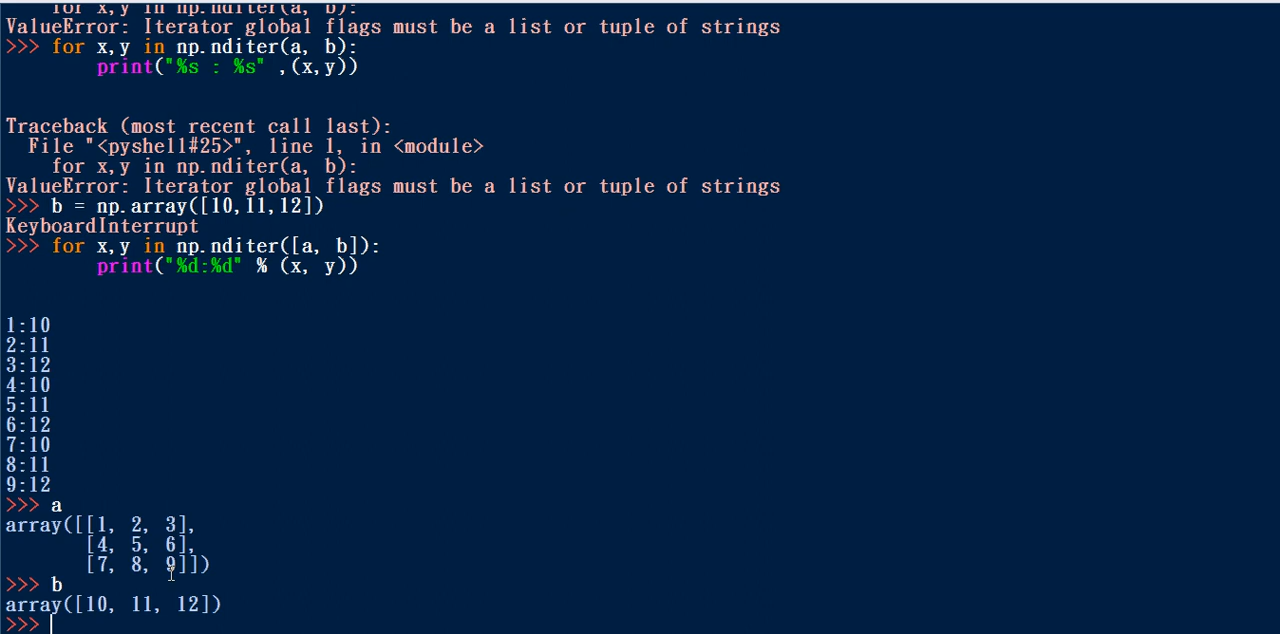 for x,y in np.nditer(a, b):
ValueError: Iterator global flags must be a list or tuple of strings
>>> for x,y in np.nditer(a, b):
        print("%s : %s" ,(x,y))
Traceback (most recent call last):
  File "<pyshell#25>", line 1, in <module>
    for x,y in np.nditer(a, b):
ValueError: Iterator global flags must be a list or tuple of strings
>>> b = np.array([10,11,12])
KeyboardInterrupt
>>> for x,y in np.nditer([a, b]):
        print("%d:%d" % (x, y))
1:10
2:11
3:12
4:10
5:11
6:12
7:10
8:11
9:12
>>> a
array([[1, 2, 3],
       [4, 5, 6],
       [7, 8, 9]])
>>> b
array([10, 11, 12])
>>>